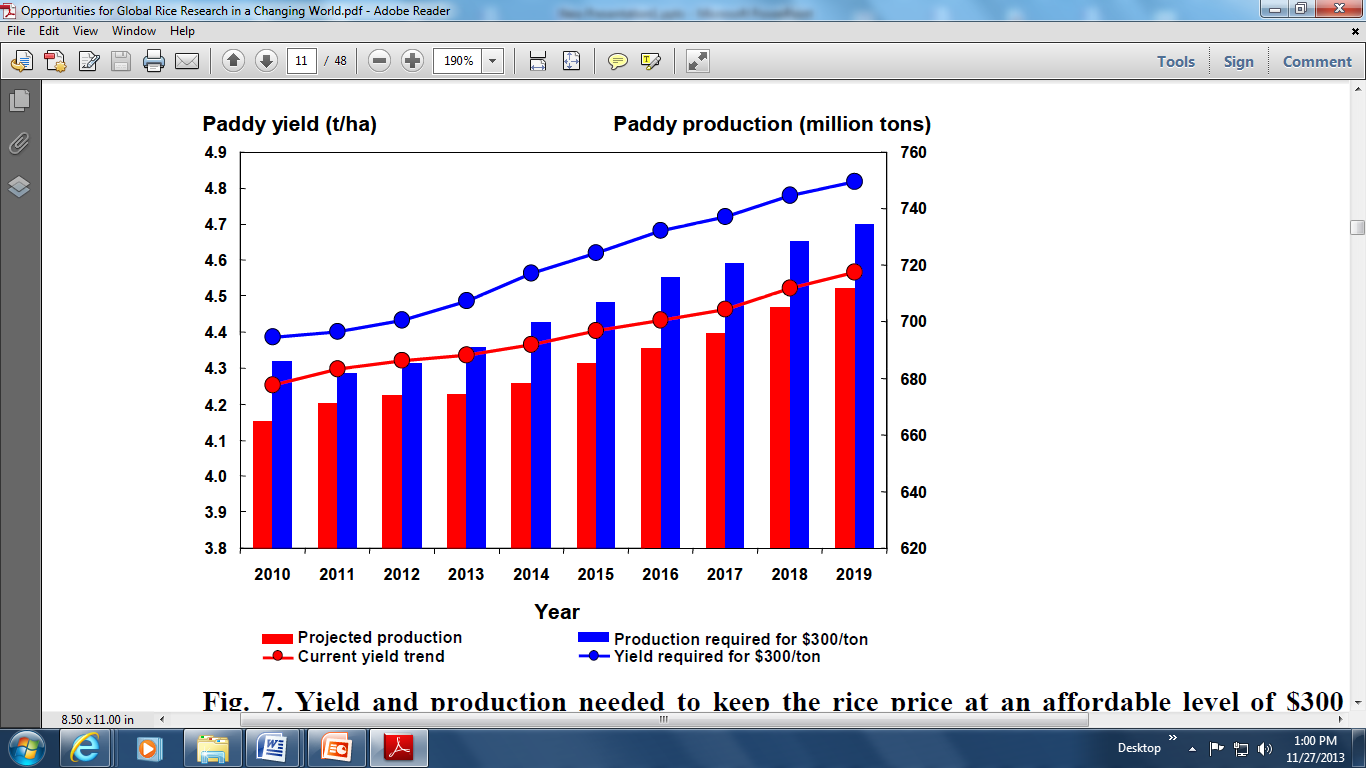 Opportunities for Global Rice Research in a Changing World.pdf - Adobe Reader
File Edit View Window Help
11 / 48 190% Tools Sign Comment
Paddy yield (t/ha) Paddy production (million tons)
4.9 760
4.8
4.7 740
4.6 720
4.5
4.4 700
4.3 680
4.2
4.1 660
4.0 640
3.9
3.8 620
2010 2011 2012 2013 2014 2015 2016 2017 2018 2019
Year
Projected production Production required for $300/ton
Current yield trend Yield required for $300/ton
Fig. 7. Yield and production needed to keep the rice price at an affordable level of $300
8.50 x 11.00 in
Desktop 1:00 PM
11/27/2013